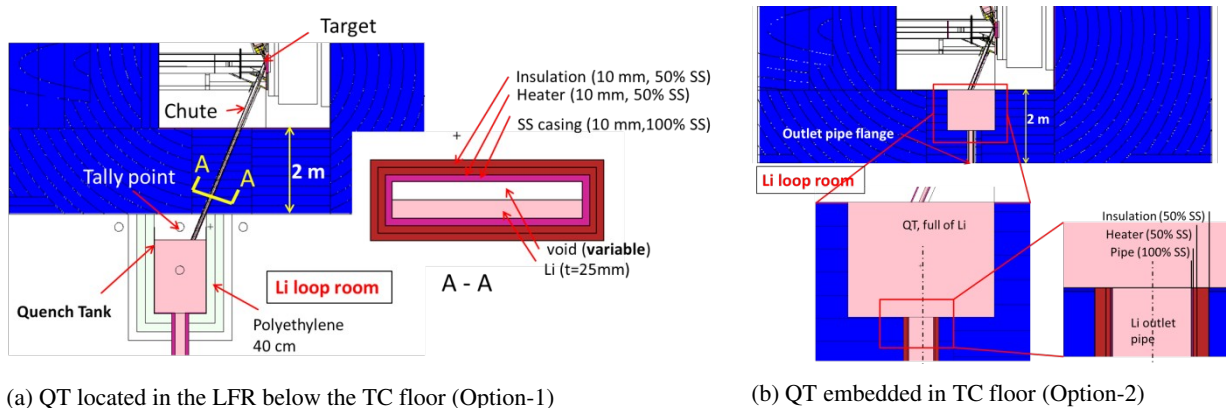 Target
Insulation (10 mm, 50% SS)
Heater (10 mm, 50% SS)
SS casing (10 mm,100% SS)
Chute
Tally point
A
A
2 m
void (variable)
Li (t=25mm)
A - A
Li loop room
Quench Tank
Polyethylene
40 cm
(a) QT located in the LFR below the TC floor (Option-1)
2 m
Outlet pipe flange
Li loop room
QT, full of Li
Insulation (50% SS)
Heater (50% SS)
Pipe (100% SS)
Li outlet
pipe
(b) QT embedded in TC floor (Option-2)